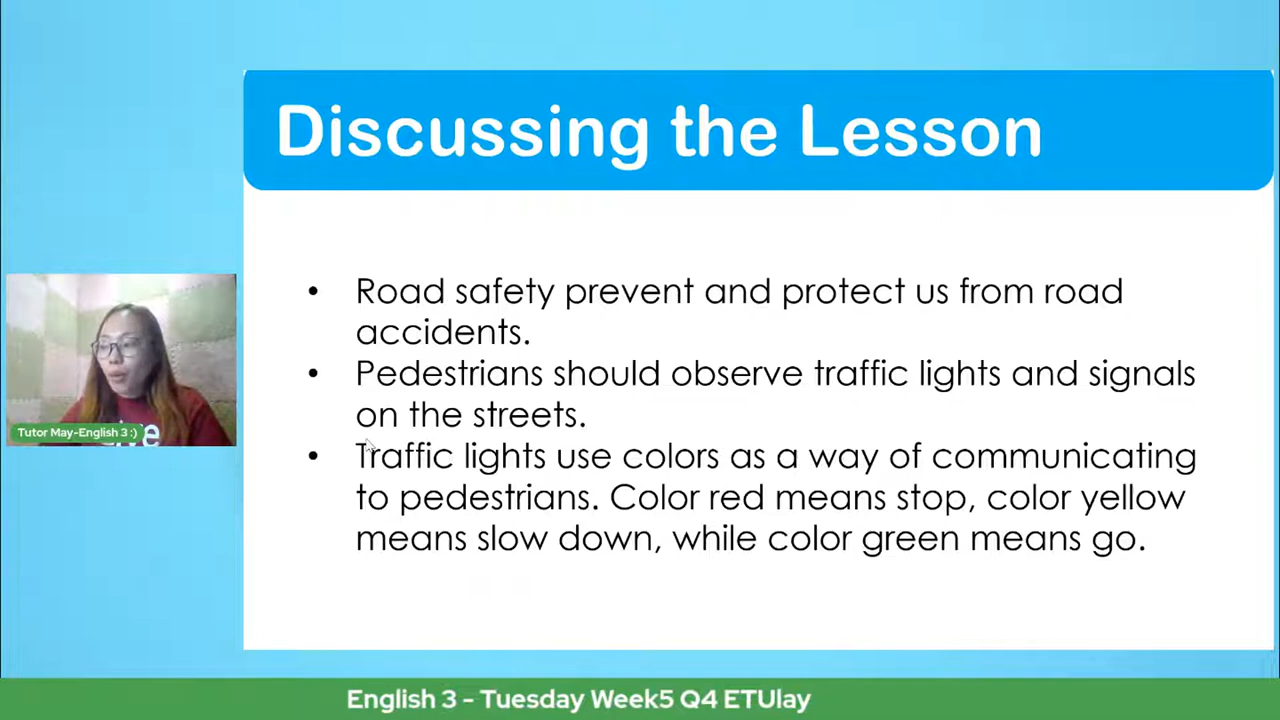 Discussing the Lesson
• Road safety prevent and protect us from road
accidents.
• Pedestrians should observe traffic lights and signals
on the streets.
• Traffic lights use colors as a way of communicating
to pedestrians. Color red means stop, color yellow
means slow down, while color green means go.
Tutor May-English 3 :)
English 3 - Tuesday Week5 Q4 ETUlay